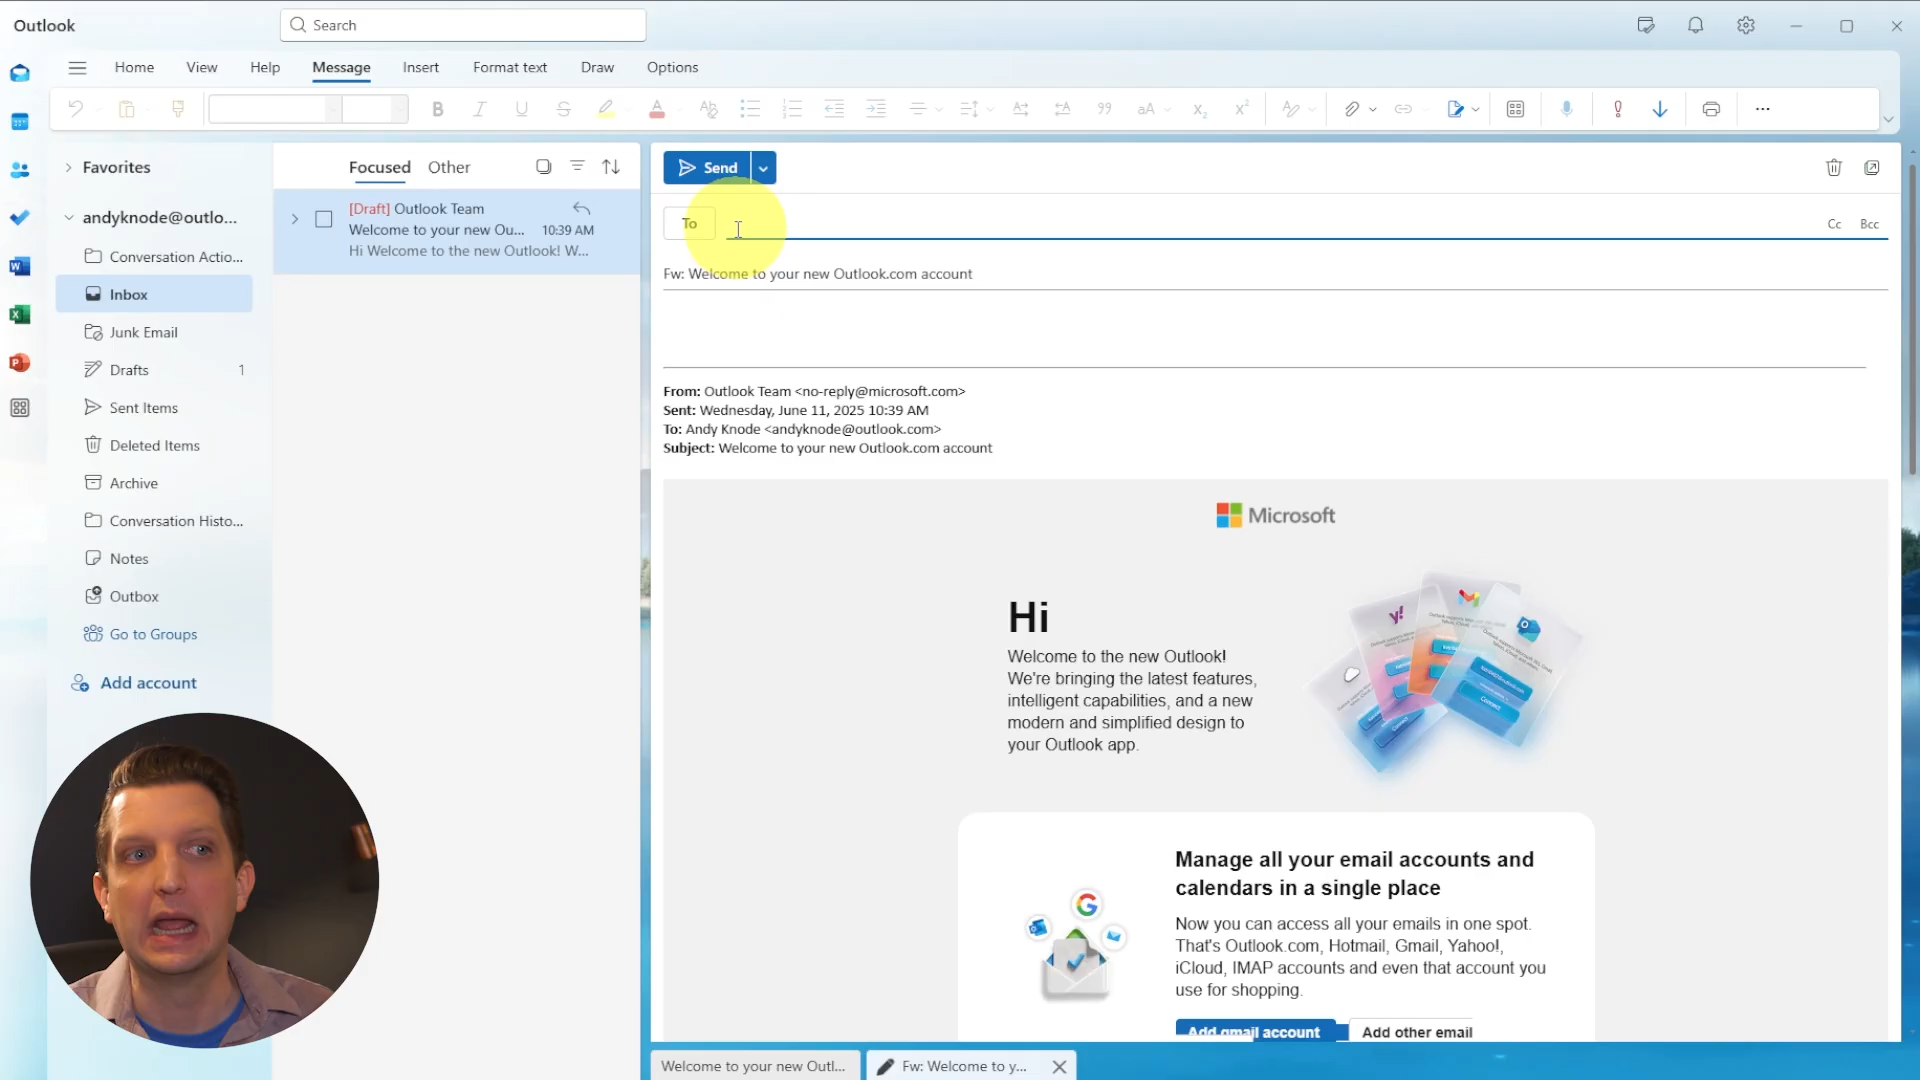 Outlook
Search
Home
View
Help
Message
Insert
Format text
Draw
Options
Favorites
andyknode@outlo...
Conversation Actio...
Inbox
Junk Email
Drafts
1
Sent Items
Deleted Items
Archive
Conversation Histo...
Notes
Outbox
Go to Groups
Add account
Focused
Other
[Draft] Outlook Team
Welcome to your new Ou...
10:39 AM
Hi Welcome to the new Outlook! W...
Send
To
Cc
Bcc
Fw: Welcome to your new Outlook.com account
From: Outlook Team <no-reply@microsoft.com>
Sent: Wednesday, June 11, 2025 10:39 AM
To: Andy Knode <andyknode@outlook.com>
Subject: Welcome to your new Outlook.com account
Microsoft
Hi
Welcome to the new Outlook!
We're bringing the latest features,
intelligent capabilities, and a new
modern and simplified design to
your Outlook app.
Manage all your email accounts and
calendars in a single place
Now you can access all your emails in one spot.
That's Outlook.com, Hotmail, Gmail, Yahoo!,
iCloud, IMAP accounts and even that account you
use for shopping.
Add gmail account
Add other email
Welcome to your new Outl...
Fw: Welcome to y...